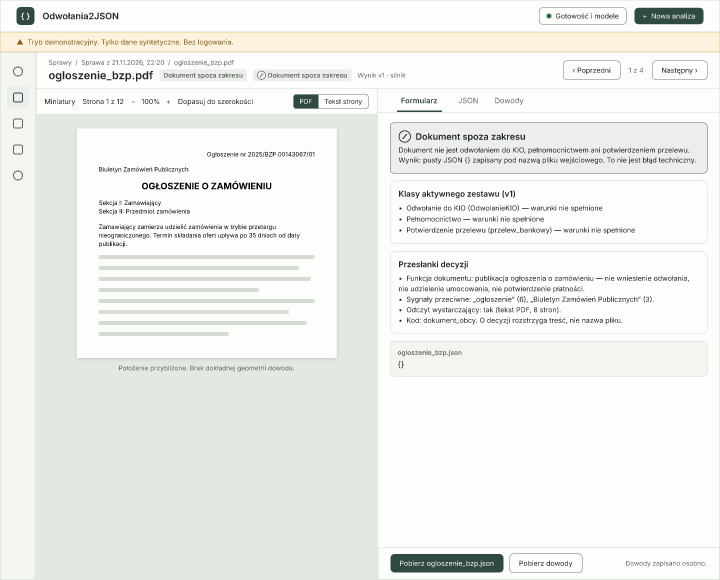 { } Odwołania2JSON
Gotowość i modele
+ Nowa analiza
▲ Tryb demonstracyjny. Tylko dane syntetyczne. Bez logowania.
Sprawy / Sprawa z 21.11.2026, 22:20 / ogloszenie_bzp.pdf
ogłoszenie_bzp.pdf Dokument spoza zakresu Dokument spoza zakresu Wynik v1 · silnik
‹ Poprzedni 1 z 4 Następny ›
Miniatury Strona 1 z 12 − 100% + Dopasuj do szerokości PDF Tekst strony
Ogłoszenie nr 2025/BZP 00143067/01
Biuletyn Zamówień Publicznych
OGŁOSZENIE O ZAMÓWIENIU
Sekcja I: Zamawiający
Sekcja II: Przedmiot zamówienia
Zamawiający zamierza udzielić zamówienia w trybie przetargu
nieograniczonego. Termin składania ofert upływa po 35 dniach od daty
publikacji.
Położenie przybliżone. Brak dokładnej geometrii dowodu.
Formularz JSON Dowody
Dokument spoza zakresu
Dokument nie jest odwołaniem do KIO, pełnomocnictwem ani potwierdzeniem przelewu.
Wynik: pusty JSON {} zapisany pod nazwą pliku wejściowego. To nie jest błąd techniczny.
Klasy aktywnego zestawu (v1)
• Odwołanie do KIO (OdwolanieKIO) — warunki nie spełnione
• Pełnomocnictwo — warunki nie spełnione
• Potwierdzenie przelewu (przelew_bankowy) — warunki nie spełnione
Przesłanki decyzji
• Funkcja dokumentu: publikacja ogłoszenia o zamówieniu — nie wniesienie odwołania,
nie udzielenie umocowania, nie potwierdzenie płatności.
• Sygnały przeciwne: „ogłoszenie” (6), „Biuletyn Zamówień Publicznych” (3).
• Odczyt wystarczający: tak (tekst PDF, 8 stron).
• Kod: dokument_obcy. O decyzji rozstrzyga treść, nie nazwa pliku.
ogloszenie_bzp.json
{}
Pobierz ogloszenie_bzp.json Pobierz dowody Dowody zapisano osobno.